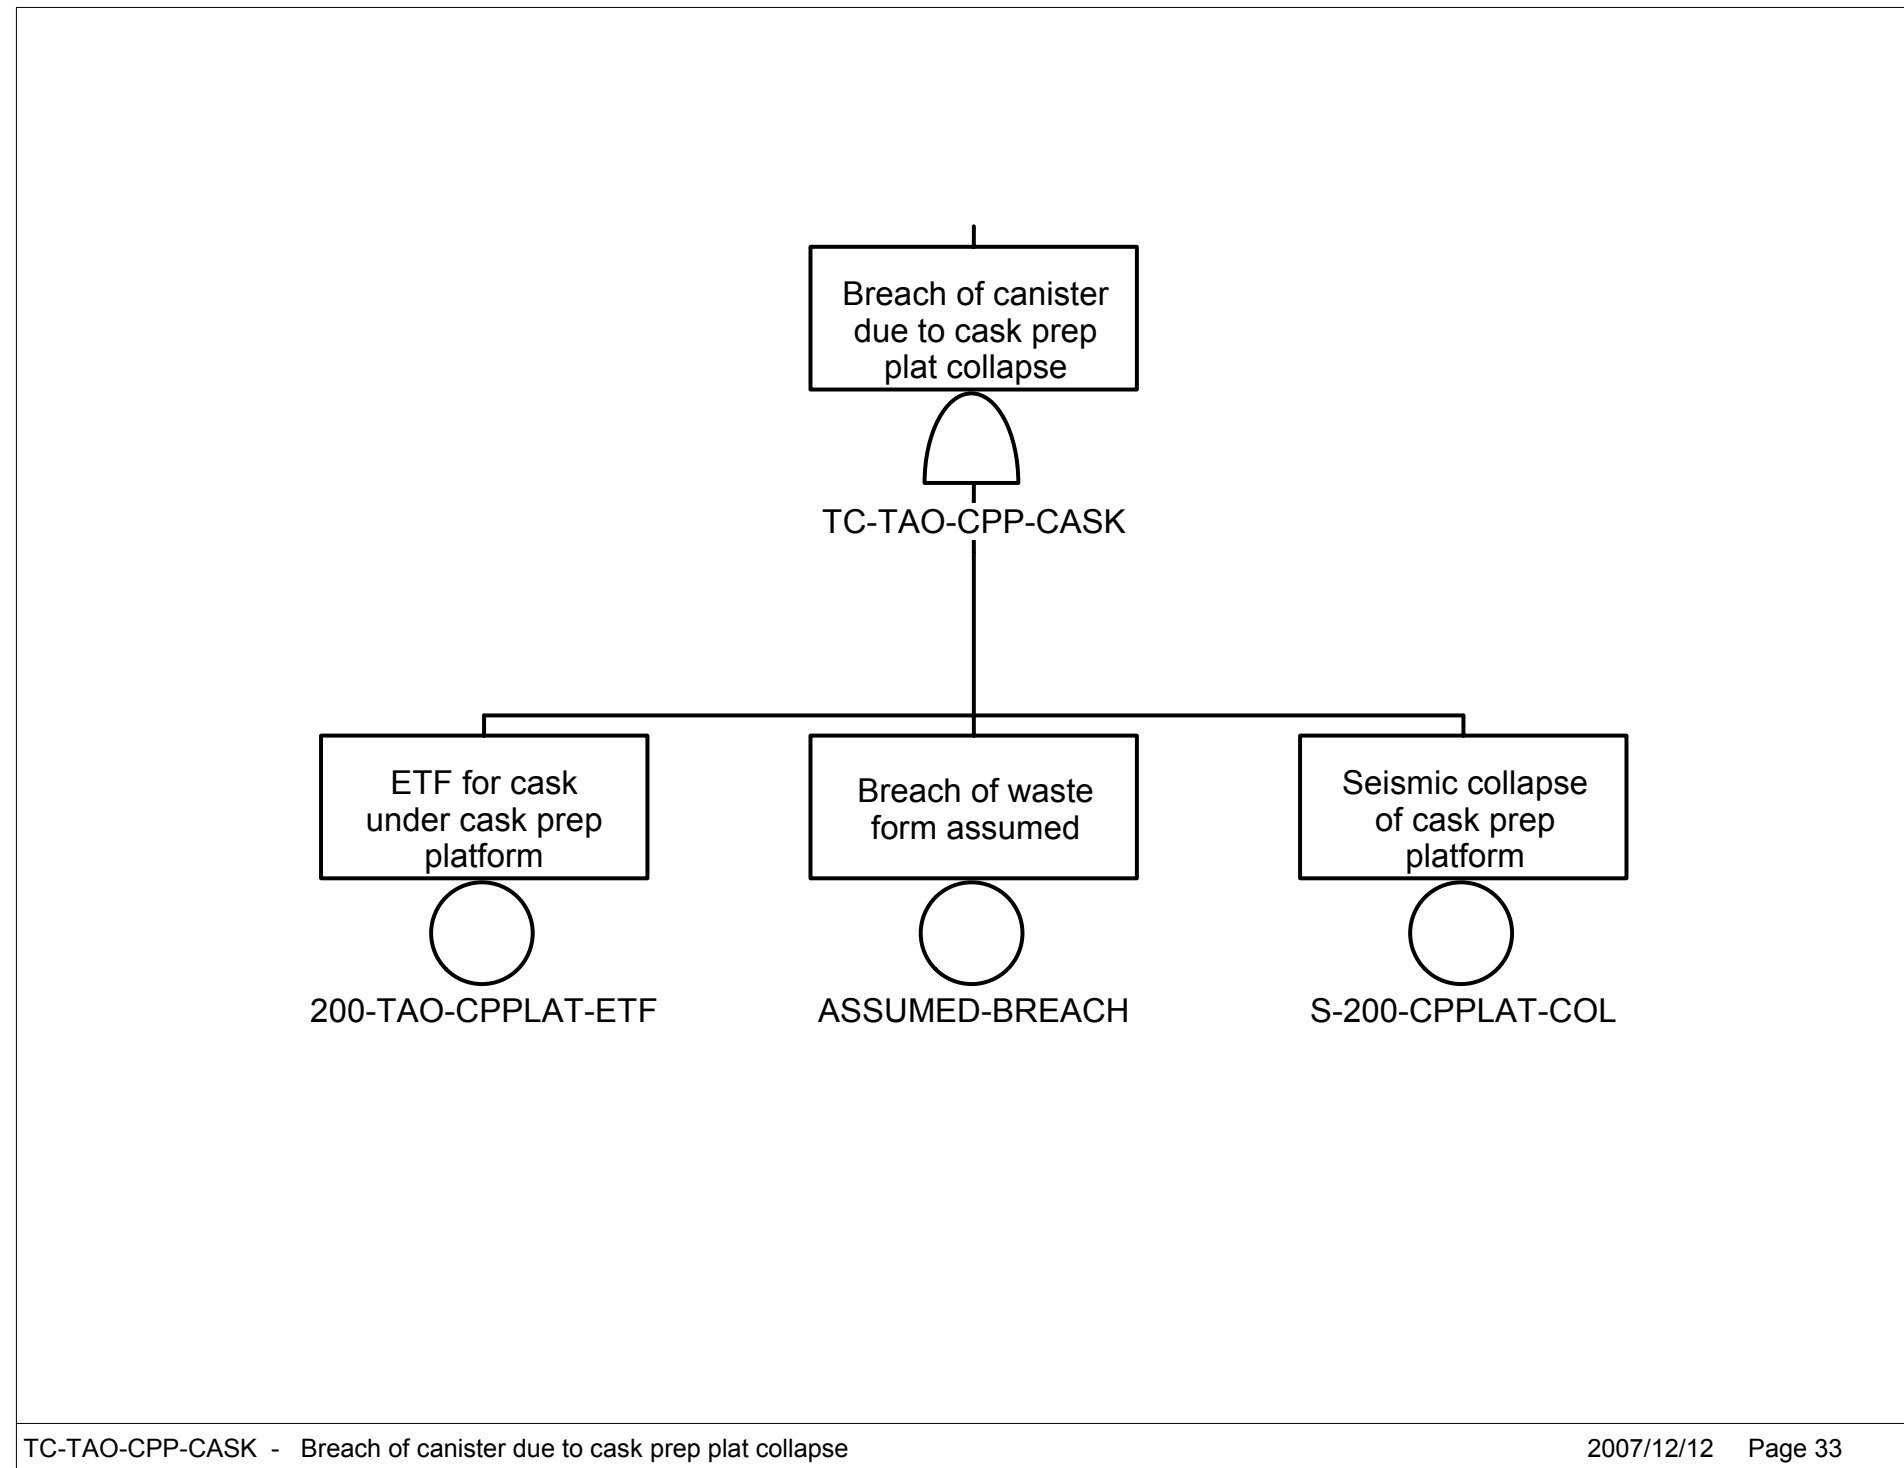 Breach of canister
due to cask prep
plat collapse
TC-TAO-CPP-CASK
ETF for cask
under cask prep
platform
200-TAO-CPPLAT-ETF
Breach of waste
form assumed
ASSUMED-BREACH
Seismic collapse
of cask prep
platform
S-200-CPPLAT-COL
TC-TAO-CPP-CASK - Breach of canister due to cask prep plat collapse
2007/12/12 Page 33